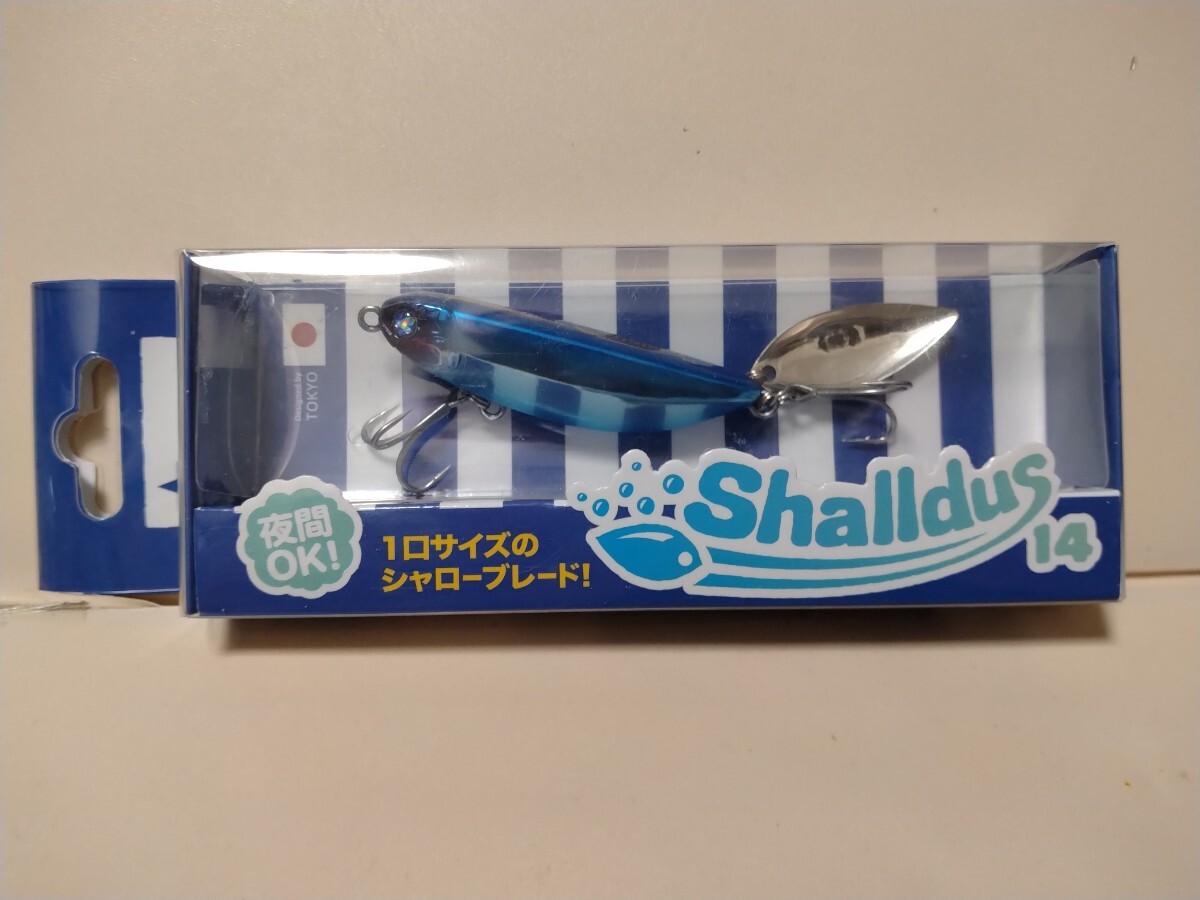 Designed by
TOKYO
夜間
OK!
1口サイズの
シャローブレード!
Shalldus
14